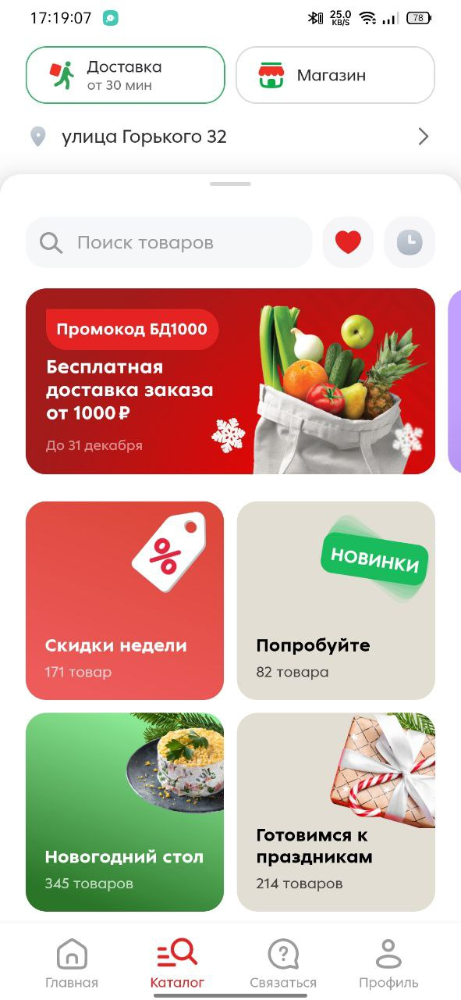 17:19:07
25.0
KB/S
78
Доставка
от 30 мин
Магазин
улица Горького 32
Поиск товаров
Промокод БД1000
Бесплатная
доставка заказа
от 1000 ₽
До 31 декабря
%
НОВИНКИ
Скидки недели
171 товар
Попробуйте
82 товара
Новогодний стол
345 товаров
Готовимся к
праздникам
214 товаров
Главная
Каталог
Связаться
Профиль